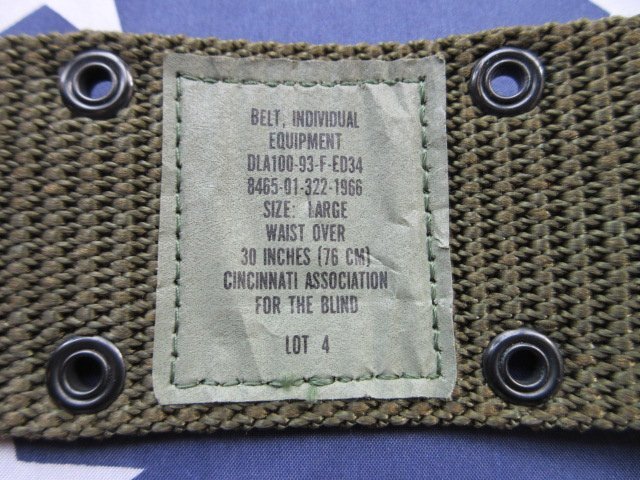 BELT, INDIVIDUAL
EQUIPMENT
DLA100-93-F-ED34
8465-01-322-1966
SIZE: LARGE
WAIST OVER
30 INCHES (76 CM)
CINCINNATI ASSOCIATION
FOR THE BLIND
LOT 4